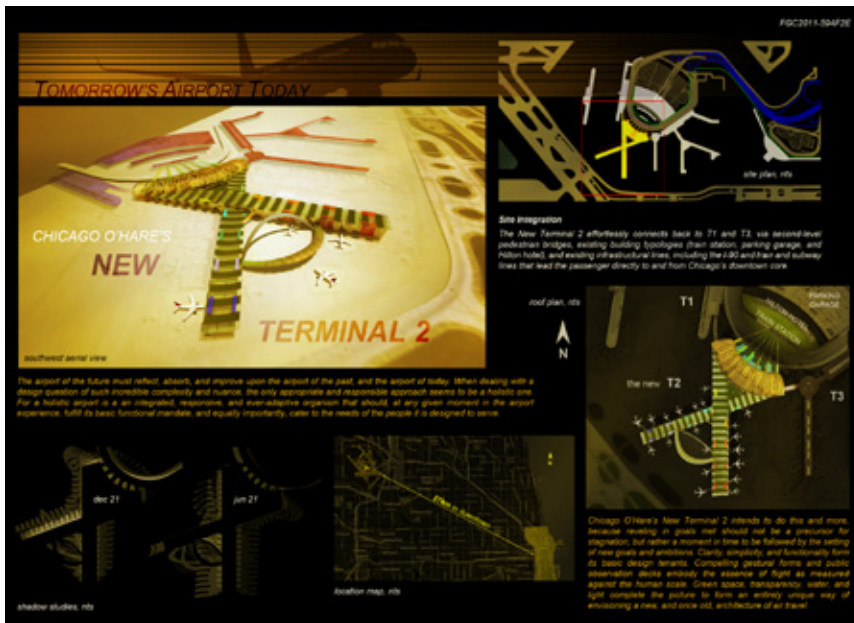 FGC2011-594F2E
TOMORROW'S AIRPORT TODAY
CHICAGO O'HARE'S
NEW
TERMINAL 2
southwest aerial view
site plan, nts
Site Integration
The New Terminal 2 effortlessly connects back to T1 and T3, via second-level
pedestrian bridges, existing building typologies (train station, parking garage, and
Hilton hotel), and existing infrastructural lines, including the I-90 and train and subway
lines that lead the passenger directly to and from Chicago's downtown core.
roof plan, nts
N
T1
PARKING
GARAGE
HILTON HOTEL
TRAIN STATION
the new T2
T3
The airport of the future must reflect, absorb, and improve upon the airport of the past, and the airport of today. When dealing with a
design question of such incredible complexity and nuance, the only appropriate and responsible approach seems to be a holistic one.
For a holistic airport is a an integrated, responsive, and ever-adaptive organism that should, at any given moment in the airport
experience, fulfill its basic functional mandate, and equally importantly, cater to the needs of the people it is designed to serve.
dec 21
jun 21
shadow studies, nts
to downtown
location map, nts
Chicago O'Hare's New Terminal 2 intends to do this and more,
because reveling in goals met should not be a precursor for
stagnation, but rather a moment in time to be followed by the setting
of new goals and ambitions. Clarity, simplicity, and functionality form
its basic design tenants. Compelling gestural forms and public
observation decks embody the essence of flight as measured
against the human scale. Green space, transparency, water, and
light complete the picture to form an entirely unique way of
envisioning a new, and once old, architecture of air travel.